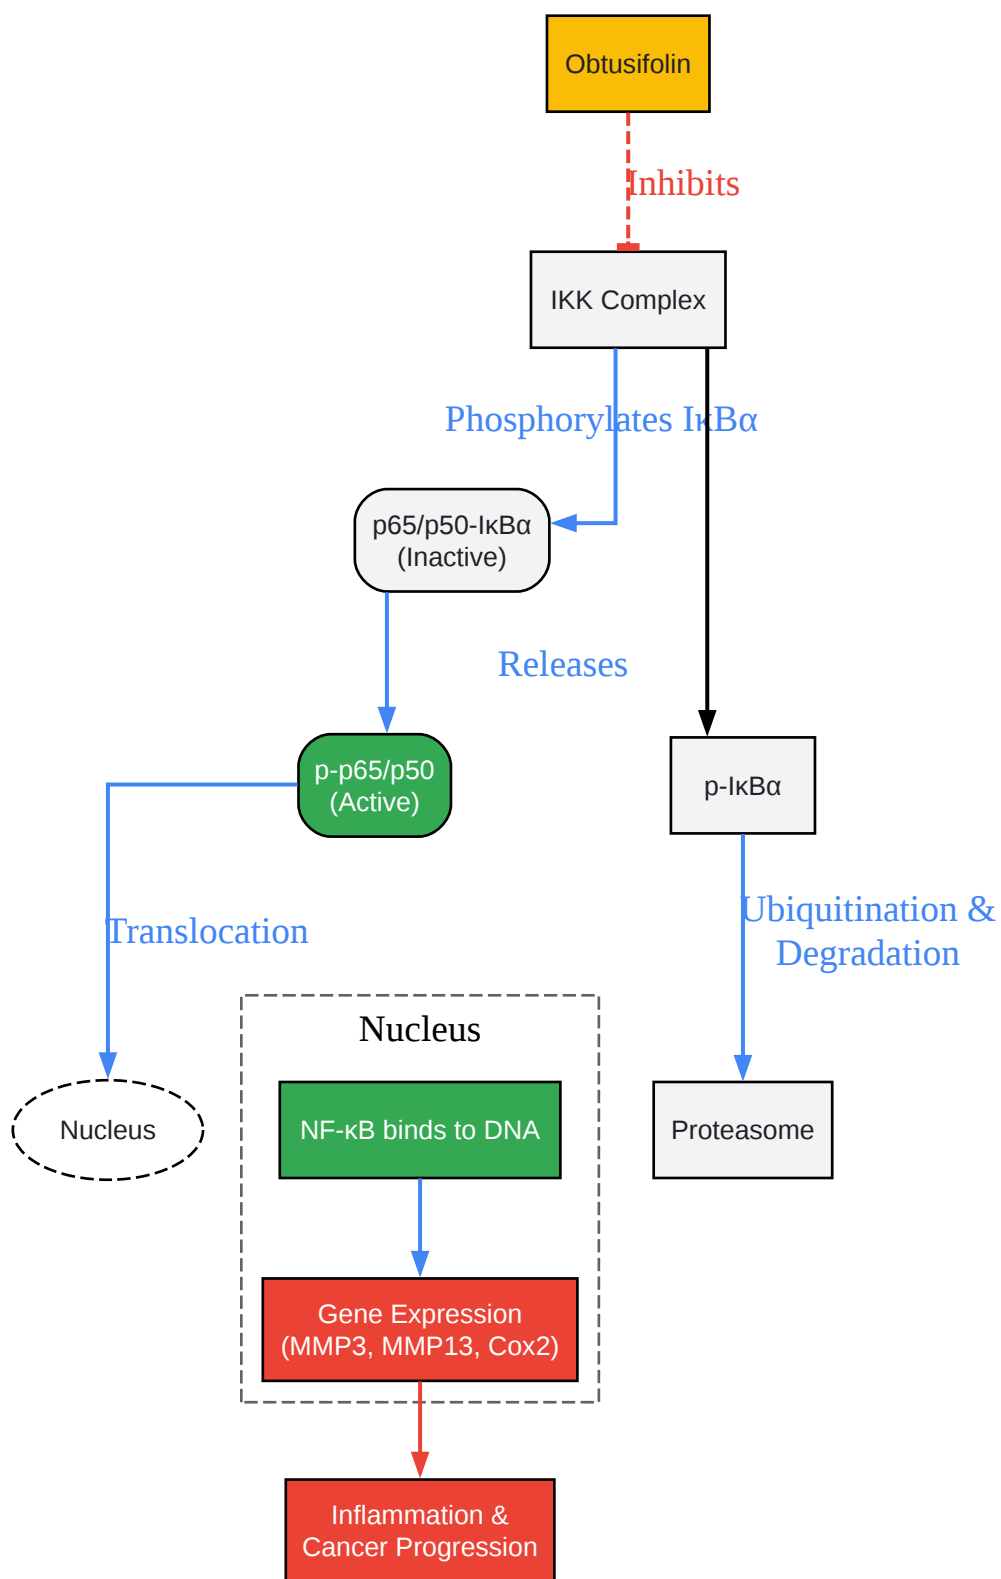 Obtusifolin
Inhibits
IKK Complex
Phosphorylates IκBα
p65/p50-IκBα
(Inactive)
Releases
p-p65/p50
(Active)
p-IκBα
Ubiquitination &
Degradation
Translocation
Nucleus
Nucleus
NF-κB binds to DNA
Proteasome
Gene Expression
(MMP3, MMP13, Cox2)
Inflammation &
Cancer Progression